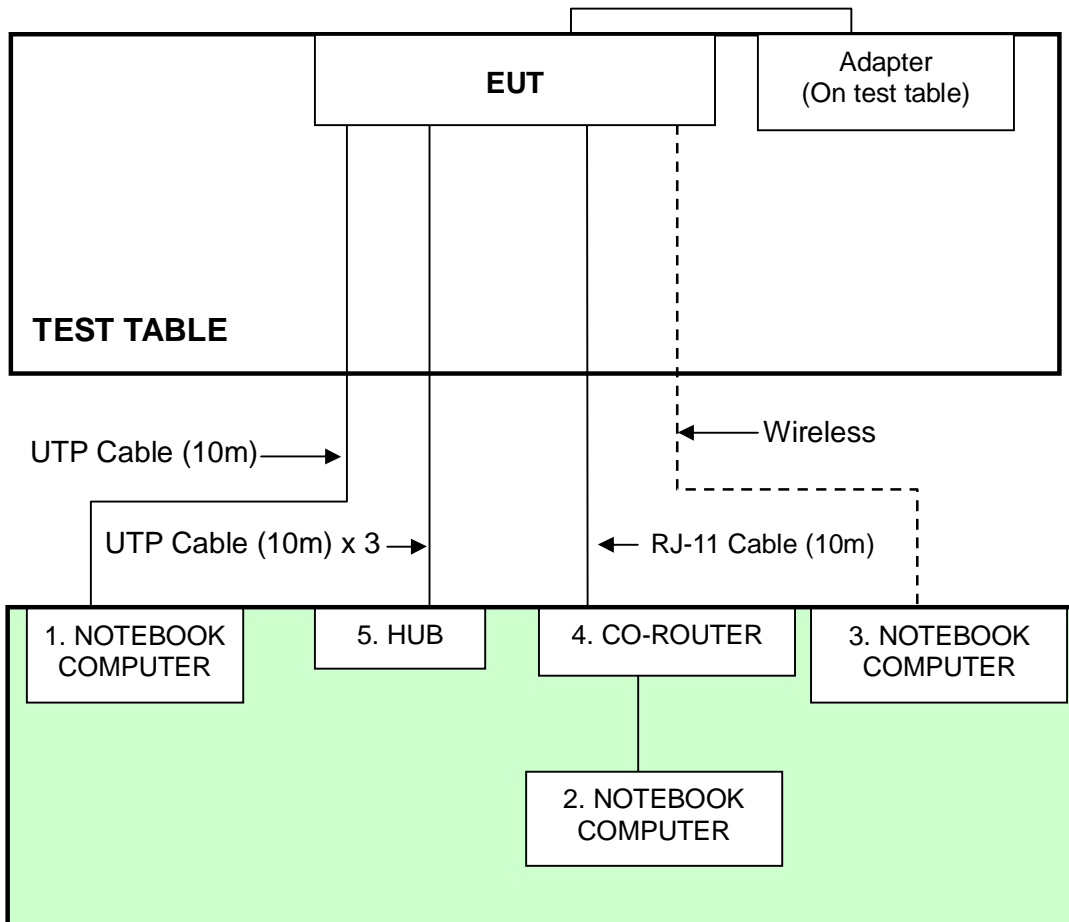 EUT
Adapter
(On test table)
TEST TABLE
Wireless
UTP Cable (10m)
UTP Cable (10m) x 3
RJ-11 Cable (10m)
1. NOTEBOOK
COMPUTER
5. HUB
4. CO-ROUTER
3. NOTEBOOK
COMPUTER
2. NOTEBOOK
COMPUTER